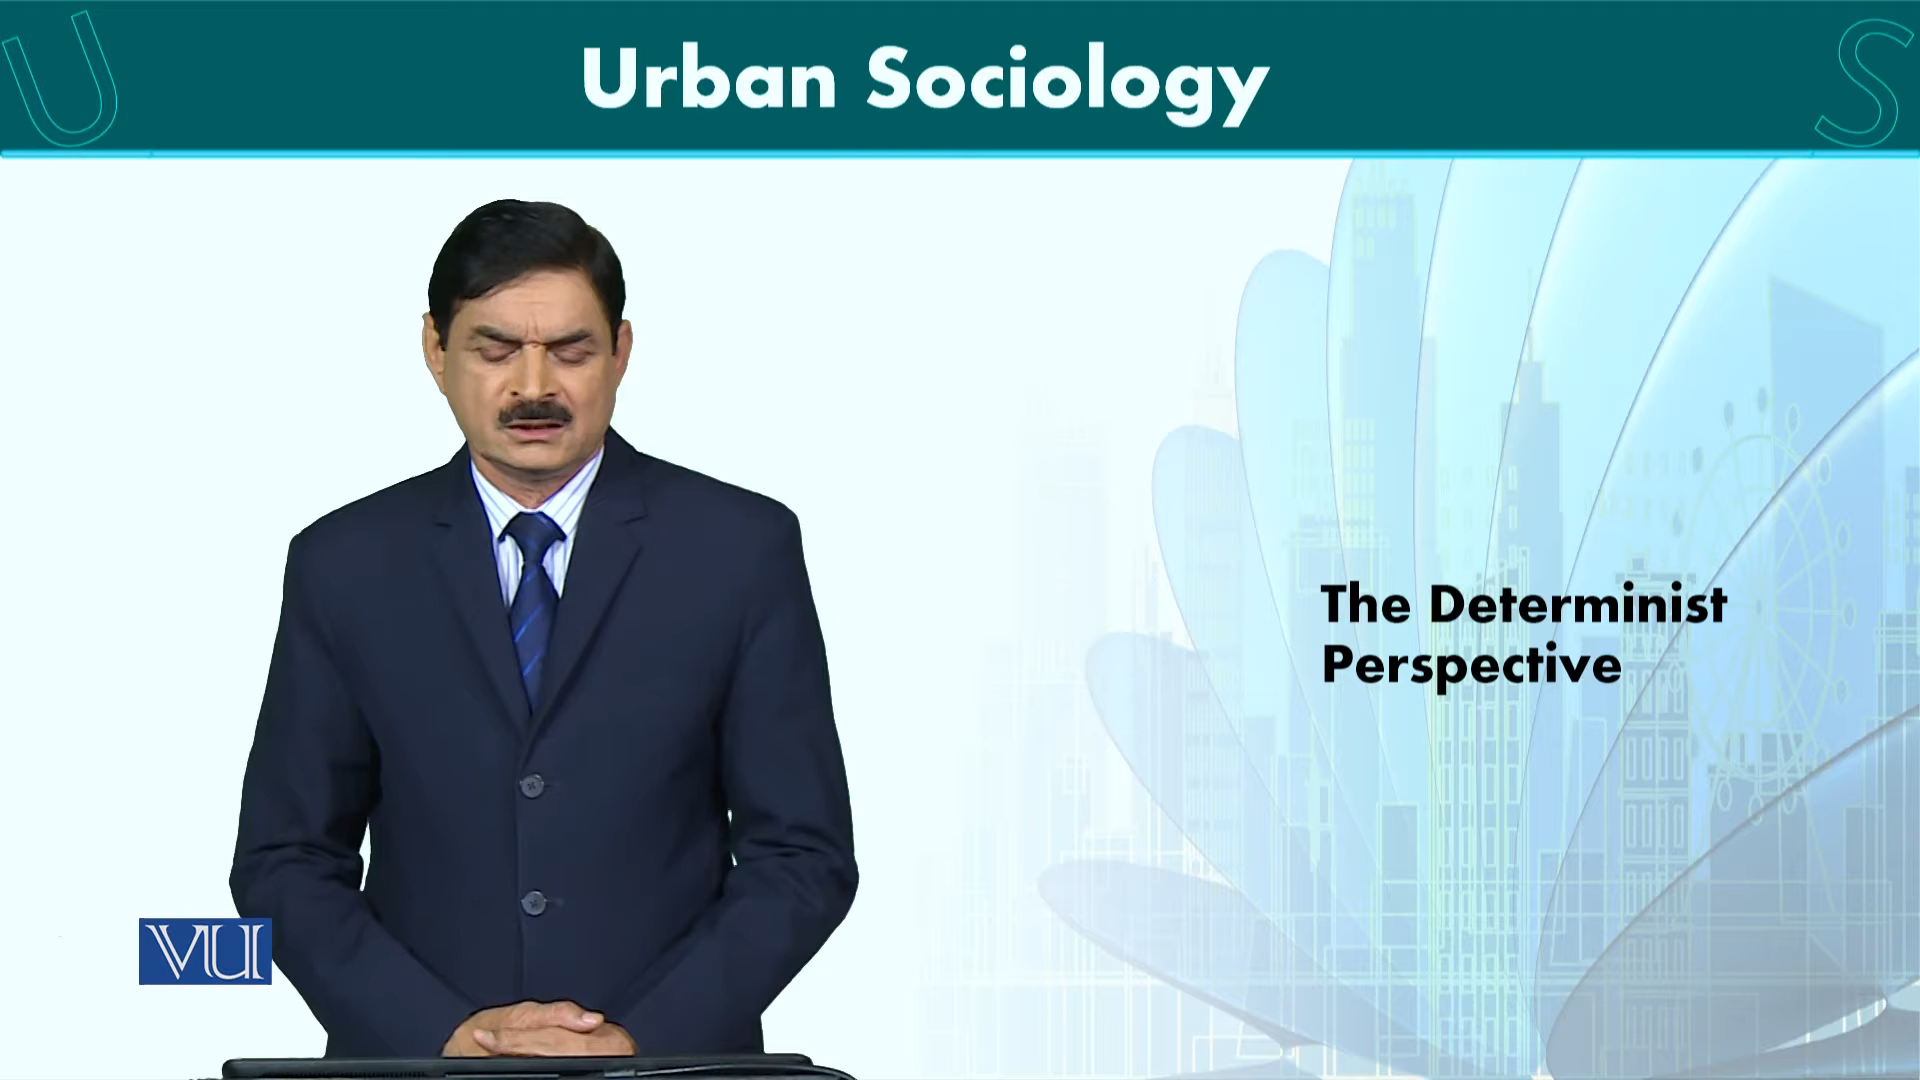 U
Urban Sociology
S
The Determinist
Perspective
VU